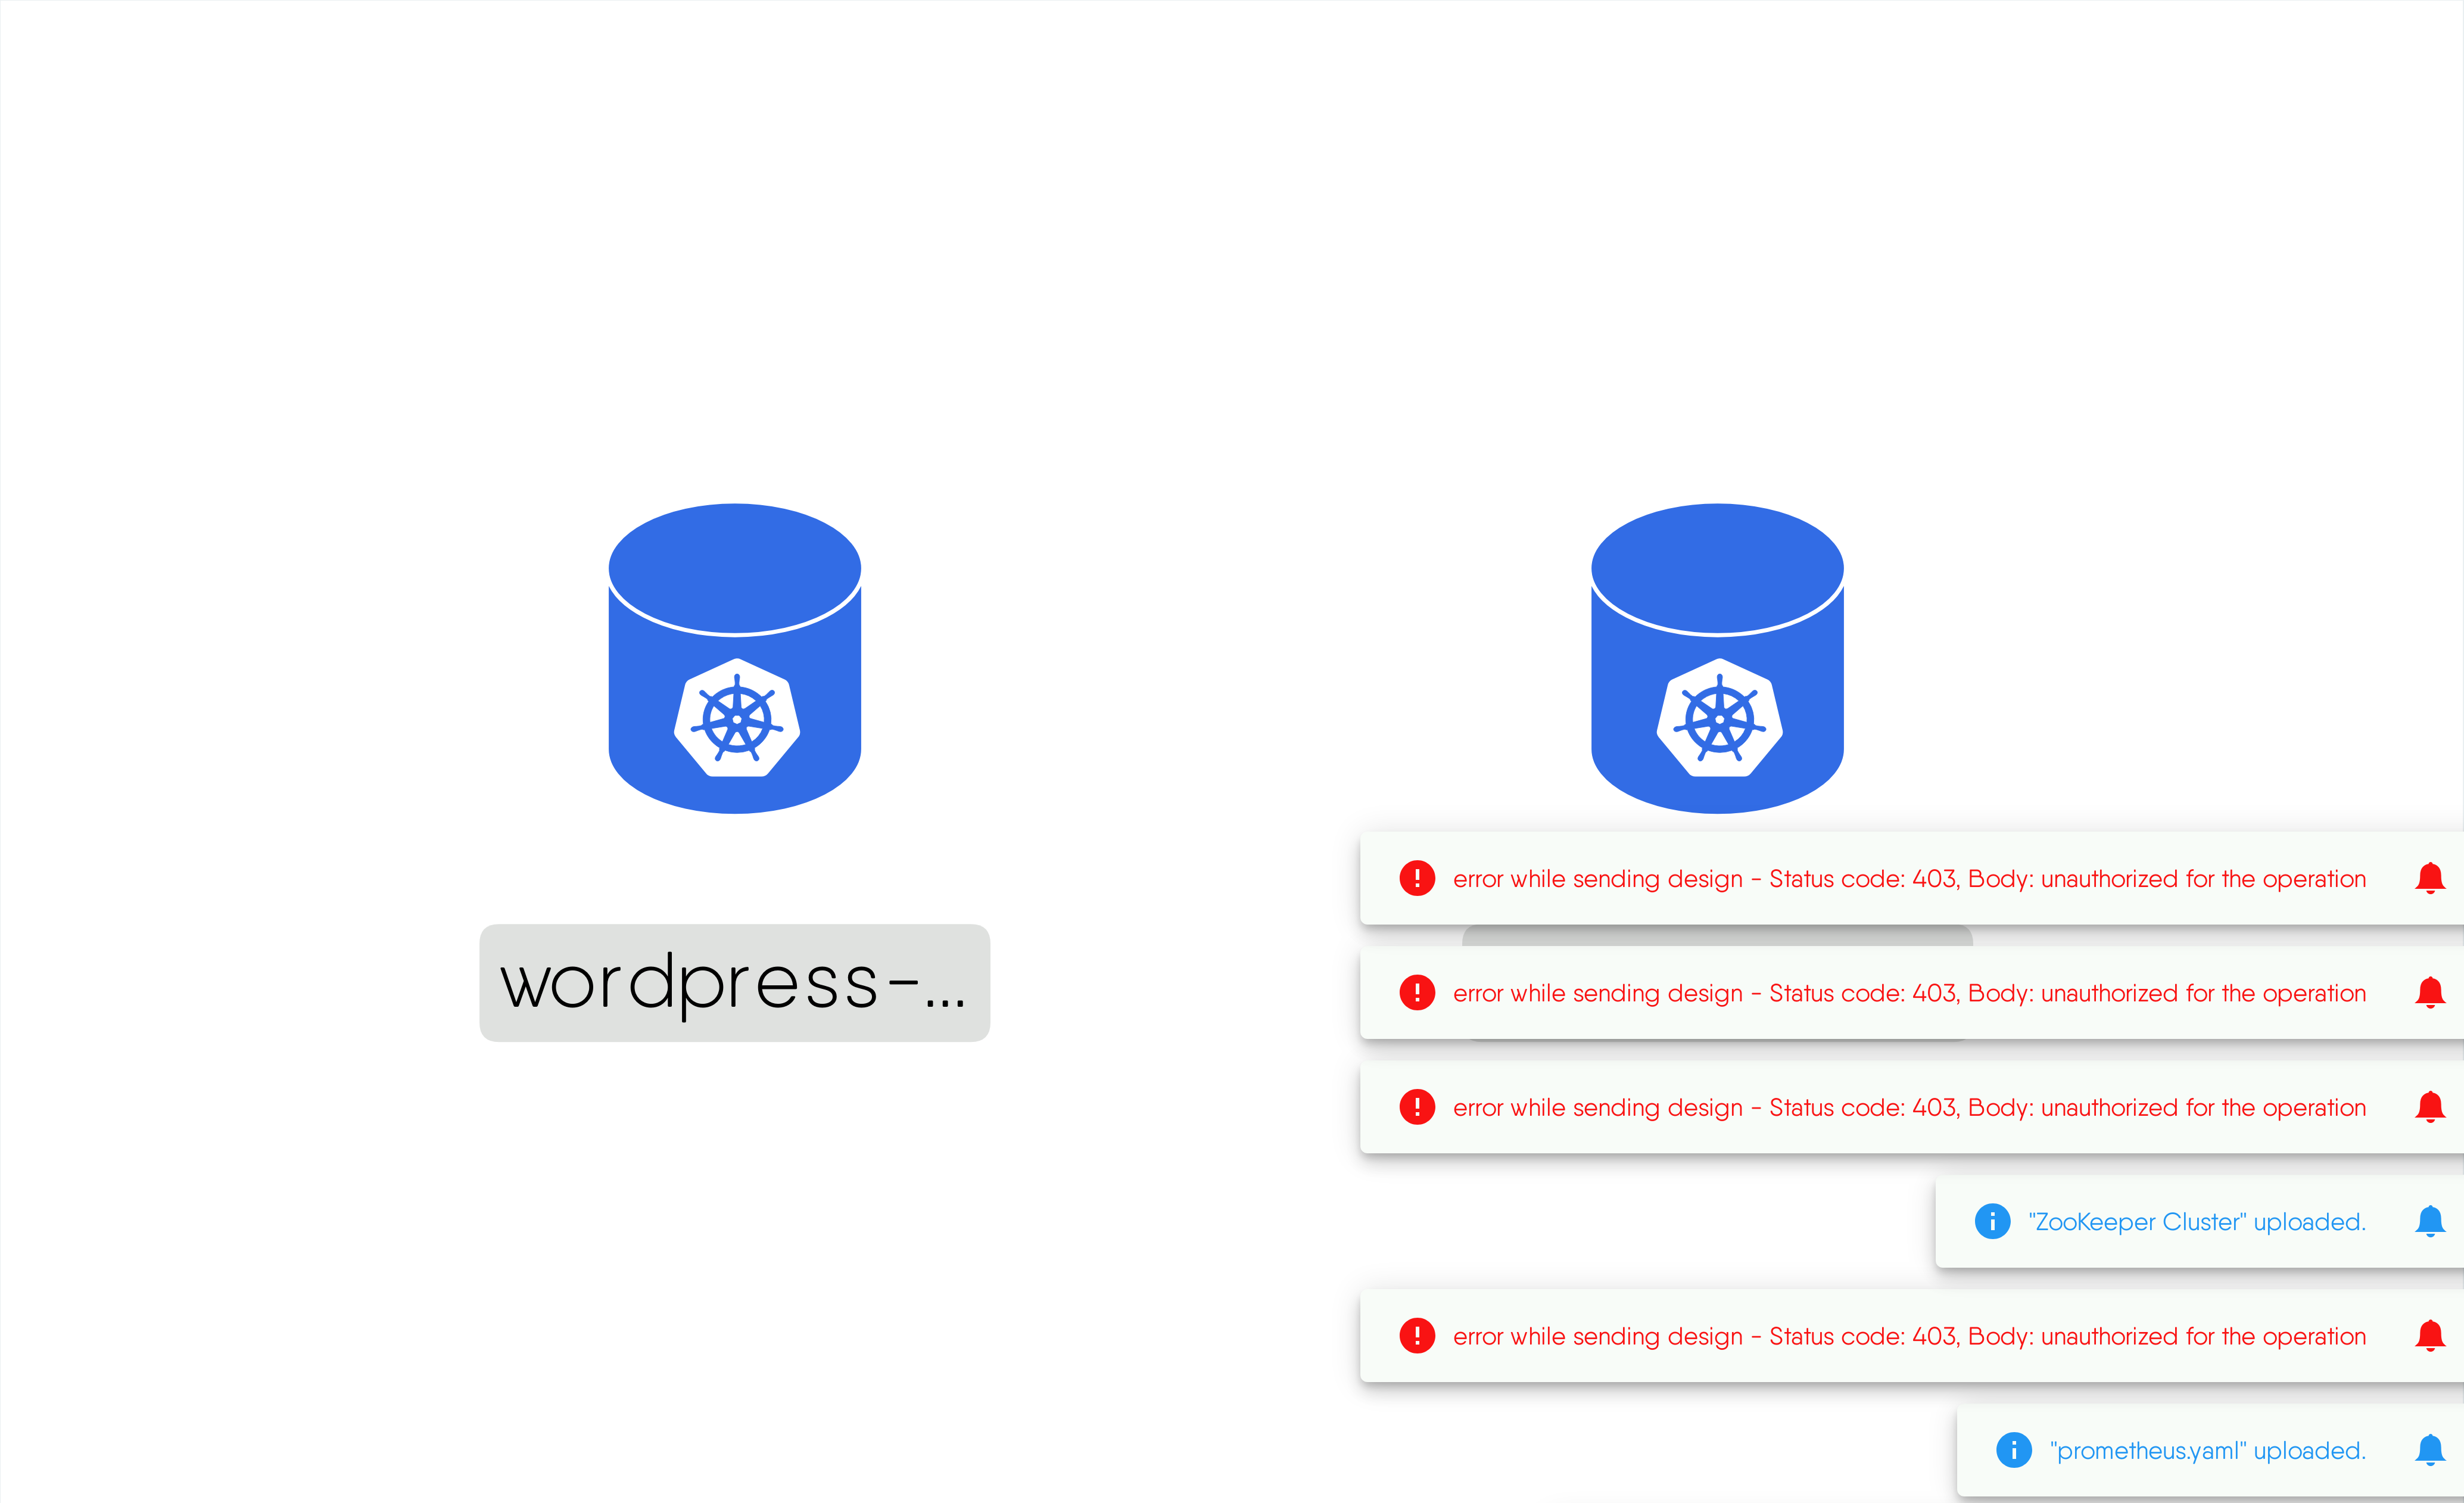 error while sending design - Status code: 403, Body: unauthorized for the operation
wordpress-...
error while sending design - Status code: 403, Body: unauthorized for the operation
error while sending design - Status code: 403, Body: unauthorized for the operation
"ZooKeeper Cluster" uploaded.
error while sending design - Status code: 403, Body: unauthorized for the operation
"prometheus.yaml" uploaded.